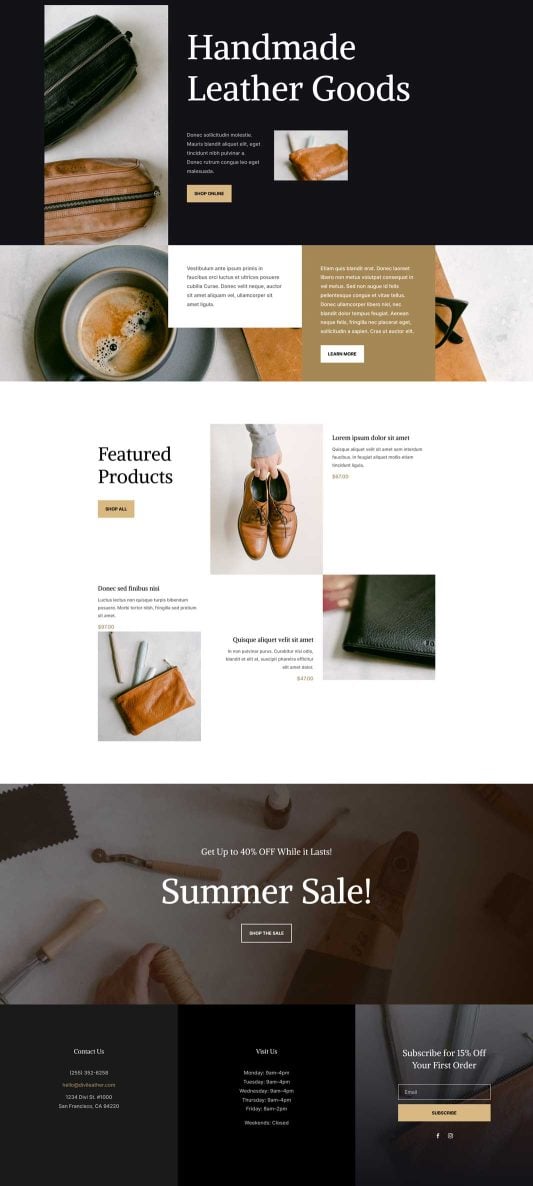 Handmade
Leather Goods
Donec sollicitudin molestie.
Mauris blandit aliquet elit, eget
tincidunt nibh pulvinar a.
Donec rutrum congue leo eget
malesuada.
SHOP ONLINE
Vestibulum ante ipsum primis in
faucibus orci luctus et ultrices posuere
cubilia Curae. Donec velit neque, auctor
sit amet aliquam vel, ullamcorper sit
amet ligula.
Etiam quis blandit erat. Donec laoreet
libero non metus volutpat consequat in
vel metus. Sed non augue id felis
pellentesque congue et vitae tellus.
Donec ullamcorper libero nisl, nec
blandit dolor tempus feugiat. Aenean
neque felis, fringilla nec placerat eget,
sollicitudin a sapien. Cras ut auctor elit.
LEARN MORE
Featured
Products
SHOP ALL
Lorem ipsum dolor sit amet
Quisque aliquet velit sit amet sem interdum
faucibus. In feugiat aliquet mollis etiam
tincidunt ligula.
$67.00
Donec sed finibus nisi
Luctus lectus non quisque turpis bibendum
posuere. Morbi tortor nibh, fringilla sed pretium
sit amet.
$97.00
Quisque aliquet velit sit amet
In non pulvinar purus. Curabitur nisi odio,
blandit et elit at, suscipit pharetra efficitur
elit amet dolor.
$47.00
Get Up to 40% OFF While it Lasts!
Summer Sale!
SHOP THE SALE
Contact Us
(255) 352-6258
hello@divileather.com
1234 Divi St. #1000
San Francisco, CA 94220
Visit Us
Monday: 9am–4pm
Tuesday: 9am–4pm
Wednesday: 9am–4pm
Thursday: 9am–4pm
Friday: 8am–2pm
Weekends: Closed
Subscribe for 15% Off
Your First Order
Email
SUBSCRIBE